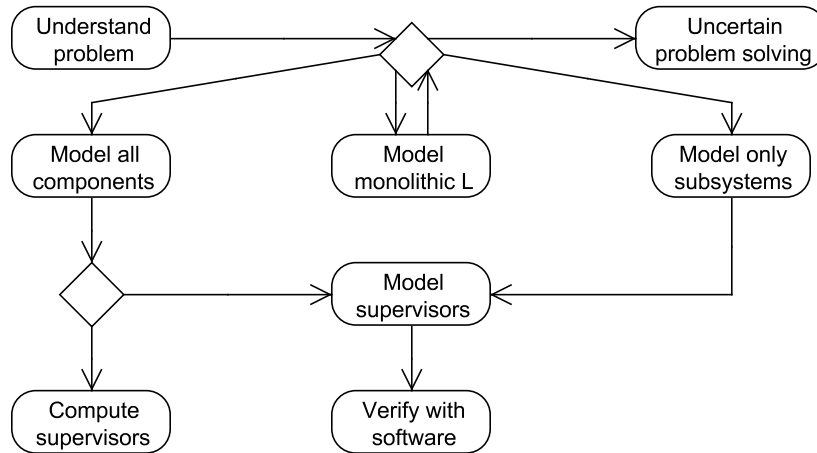 Understand
problem
Uncertain
problem solving
Model all
components
Model
monolithic L
Model only
subsystems
Model
supervisors
Compute
supervisors
Verify with
software